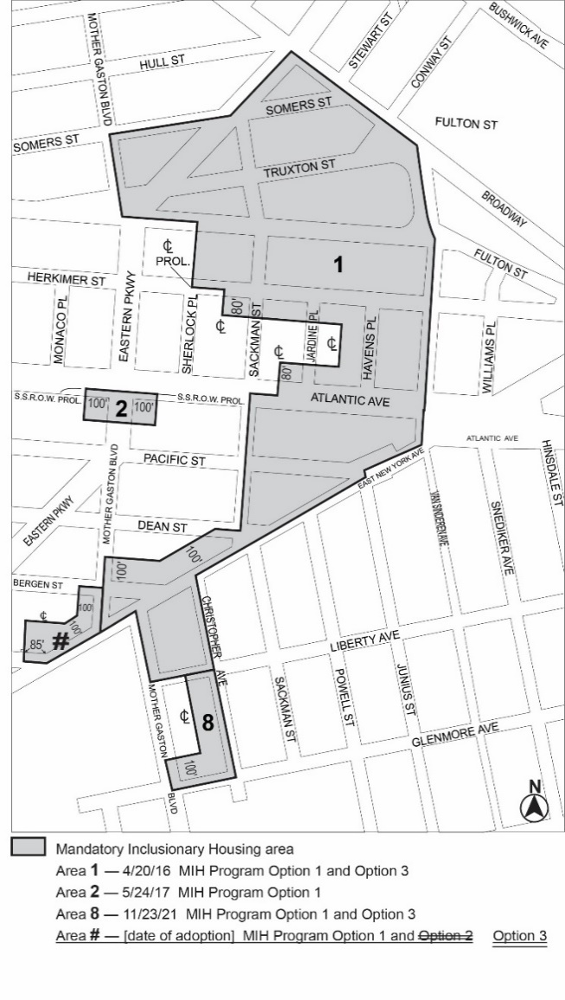 BUSHWICK AVE
STEWART ST
MOTHER GASTON BLVD
CONWAY ST
HULL ST
SOMERS ST
FULTON ST
SOMERS ST
TRUXTON ST
BROADWAY
℄
PROL.
1
FULTON ST
HERKIMER ST
80'
MONACO PL
EASTERN PKWY
SHERLOCK PL
℄
SACKMAN ST
℄
JARDINE PL
℄
HAVENS PL
WILLIAMS PL
80'
S.S.R.O.W. PROL.
100'
2
100'
S.S.R.O.W. PROL.
ATLANTIC AVE
ATLANTIC AVE
PACIFIC ST
EAST NEW YORK AVE
HINSDALE ST
MOTHER GASTON BLVD
EASTERN PKWY
VAN SINDEREN AVE
SNEDIKER AVE
DEAN ST
100'
100'
BERGEN ST
℄
100'
100'
85'
#
CHRISTOPHER AVE
LIBERTY AVE
MOTHER GASTON BLVD
℄
8
100'
SACKMAN ST
POWELL ST
JUNIUS ST
GLENMORE AVE
N
Mandatory Inclusionary Housing area
Area 1 — 4/20/16 MIH Program Option 1 and Option 3
Area 2 — 5/24/17 MIH Program Option 1
Area 8 — 11/23/21 MIH Program Option 1 and Option 3
Area # — [date of adoption] MIH Program Option 1 and Option 2 Option 3